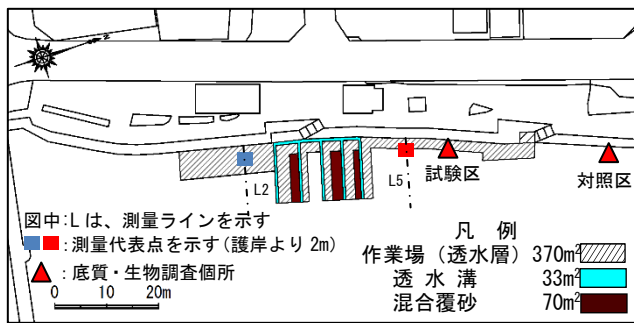 N
L2
L5
試験区
対照区
図中:Lは、測量ラインを示す
:測量代表点を示す(護岸より2m)
:底質・生物調査個所
0 10 20m
凡 例
作業場(透水層) 370m²
透 水 溝 33m²
混合覆砂 70m²